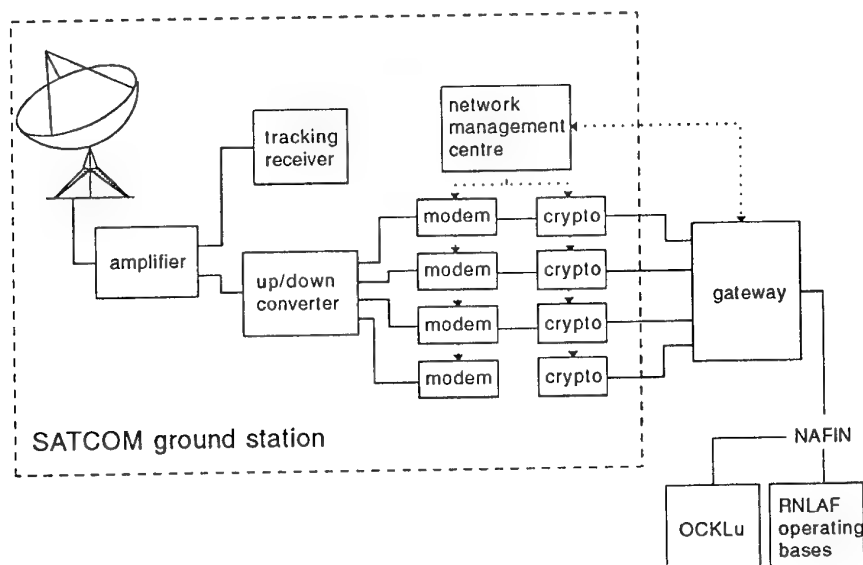 network
management
centre
tracking
receiver
modem
crypto
amplifier
up/down
converter
modem
crypto
gateway
modem
crypto
modem
crypto
SATCOM ground station
NAFIN
OCKLu
RNLAF
operating
bases